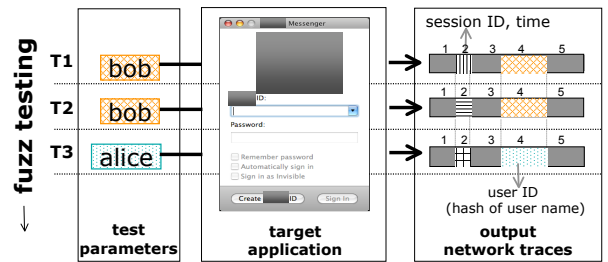 session ID, time
Messenger
1 2 3 4 5
T1
bob
ID:
1 2 3 4 5
T2
bob
Password:
1 2 3 4 5
T3
alice
Remember password
Automatically sign in
Sign in as Invisible
user ID
(hash of user name)
Create ID
Sign In
fuzz testing
test
parameters
target
application
output
network traces